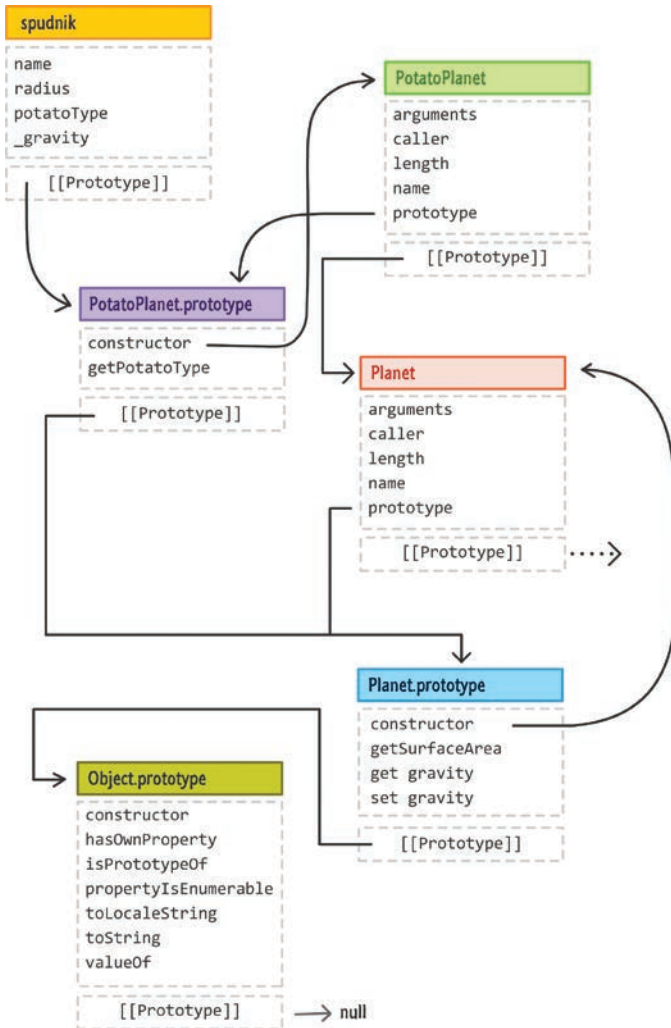 spudnik
name
radius
potatoType
_gravity
[[Prototype]]
PotatoPlanet
arguments
caller
length
name
prototype
[[Prototype]]
PotatoPlanet.prototype
constructor
getPotatoType
[[Prototype]]
Planet
arguments
caller
length
name
prototype
[[Prototype]]
Planet.prototype
constructor
getSurfaceArea
get gravity
set gravity
[[Prototype]]
Object.prototype
constructor
hasOwnProperty
isPrototypeOf
propertyIsEnumerable
toLocaleString
toString
valueOf
[[Prototype]]
null